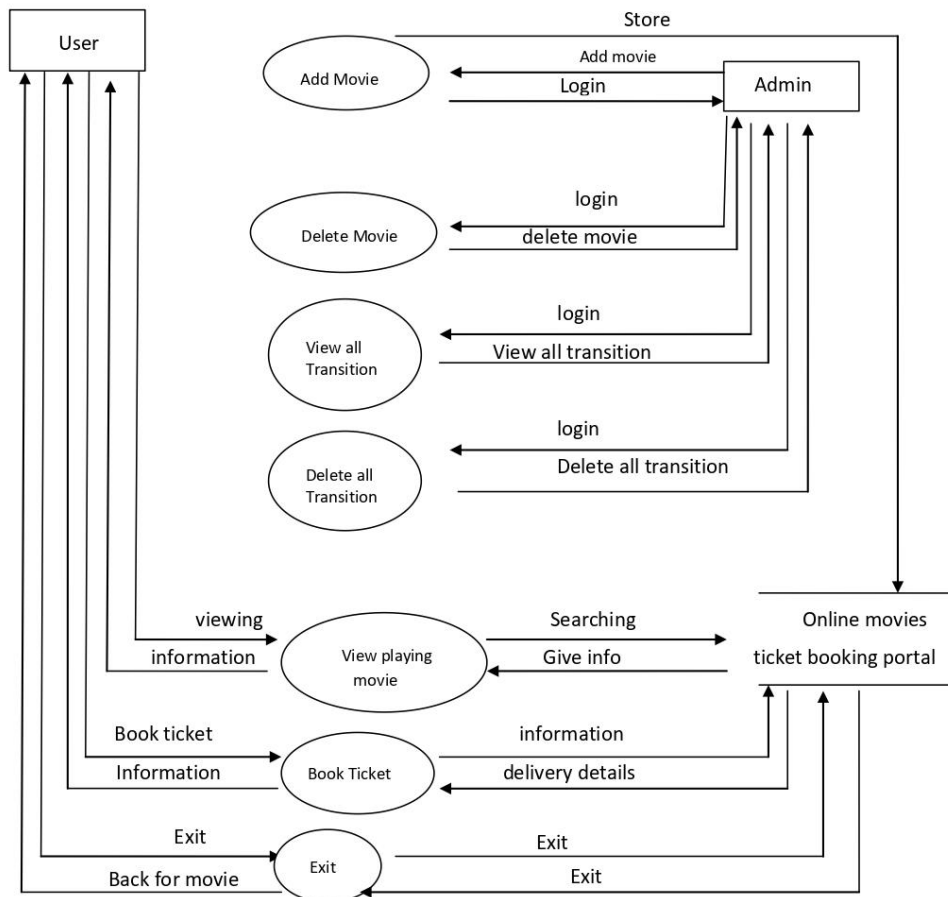 Store
User
Add movie
Add Movie
Login
Admin
login
Delete Movie
delete movie
login
View all
Transition
View all transition
login
Delete all
Transition
Delete all transition
viewing
Searching
Online movies
ticket booking portal
information
View playing
movie
Give info
Book ticket
information
Information
Book Ticket
delivery details
Exit
Exit
Exit
Back for movie
Exit